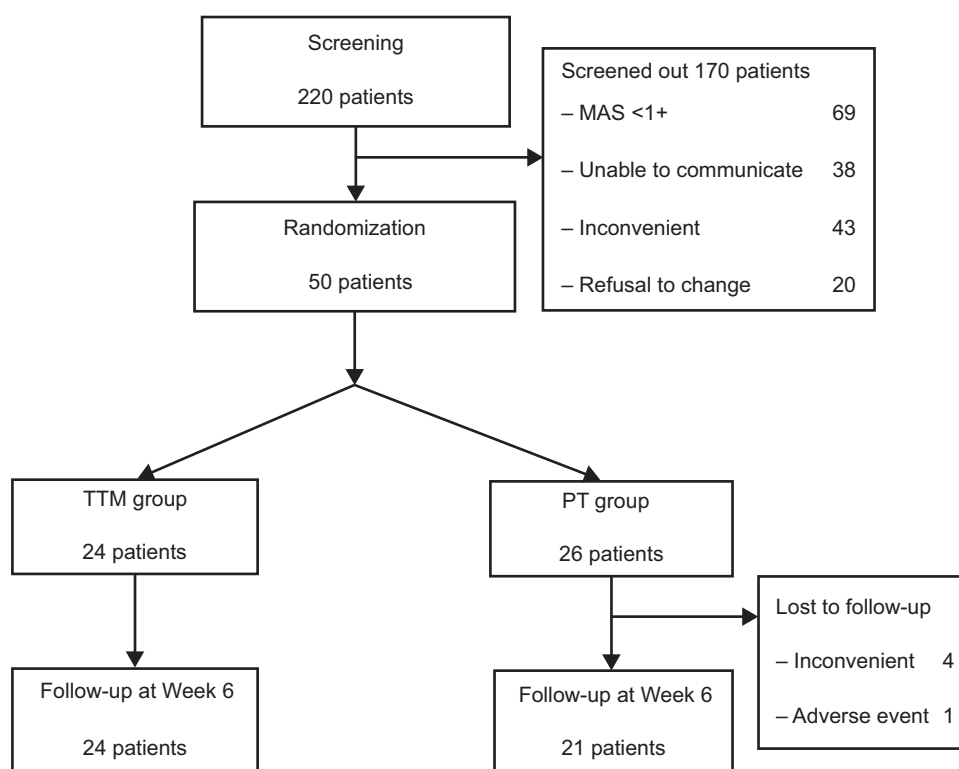 Screening
220 patients
Screened out 170 patients
– MAS <1+ 69
– Unable to communicate 38
– Inconvenient 43
– Refusal to change 20
Randomization
50 patients
TTM group
24 patients
PT group
26 patients
Lost to follow-up
– Inconvenient 4
– Adverse event 1
Follow-up at Week 6
24 patients
Follow-up at Week 6
21 patients